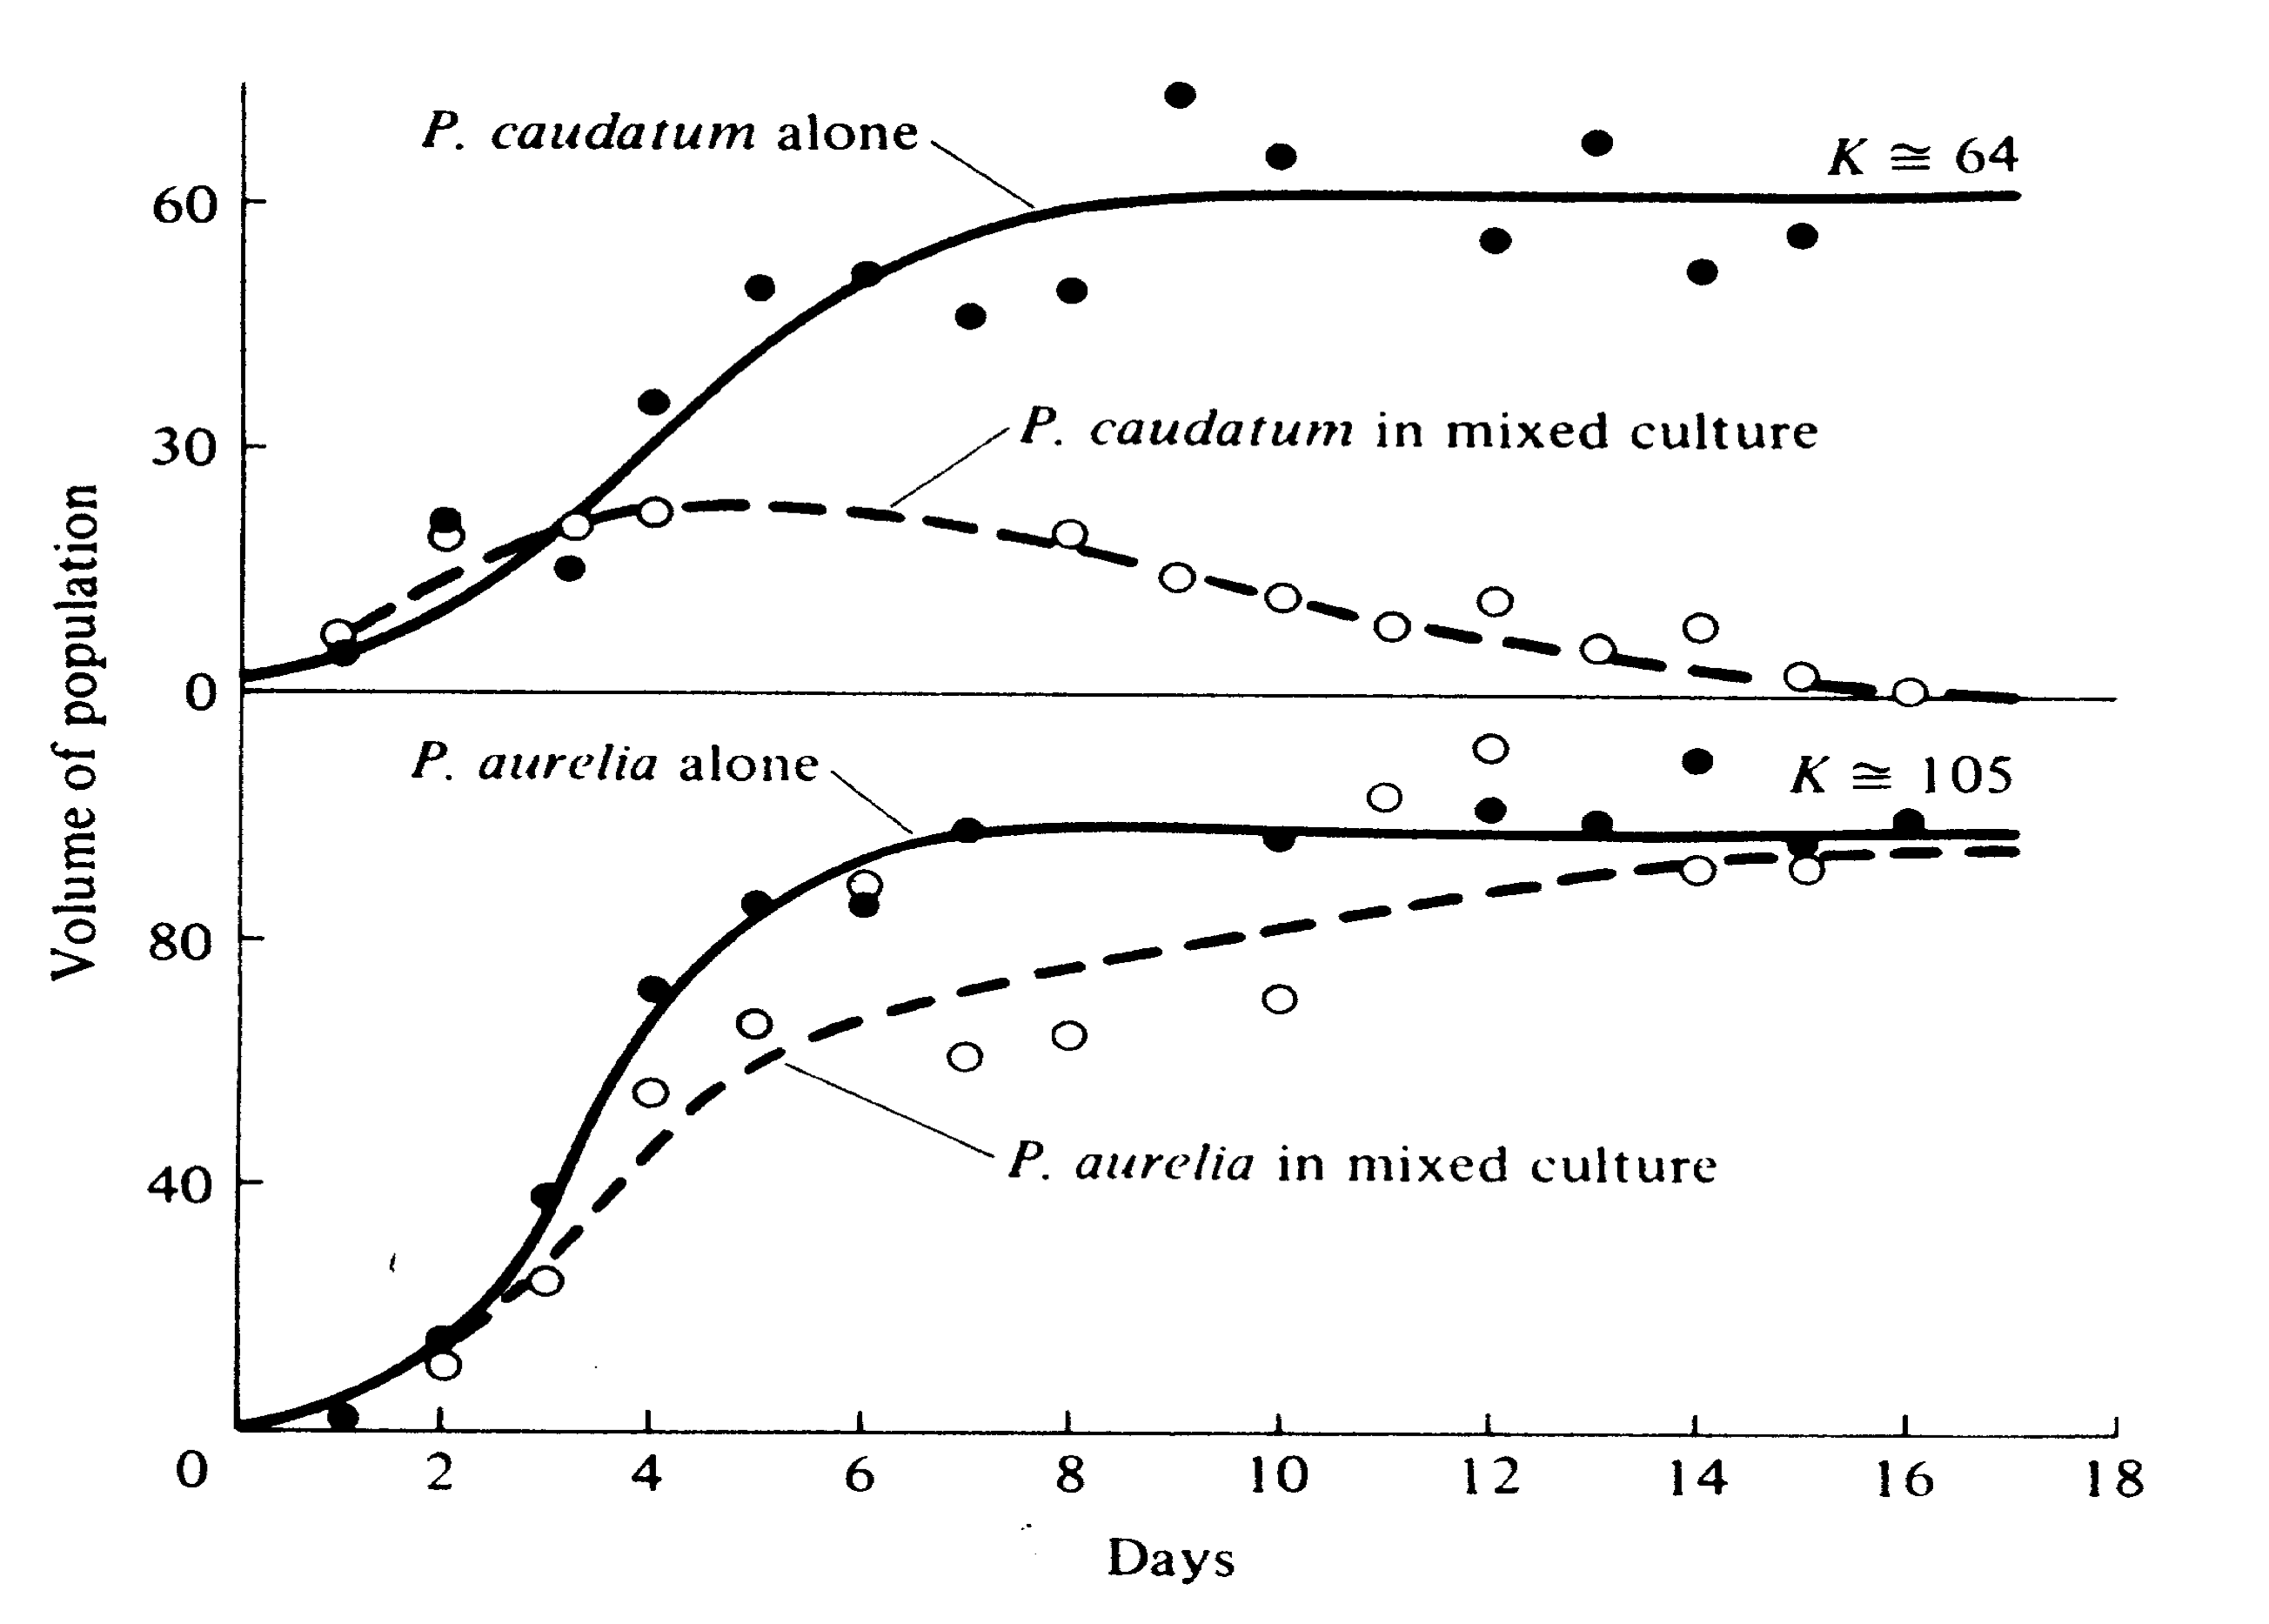 P. caudatum alone
K ≅ 64
60
P. caudatum in mixed culture
30
0
Volume of population
P. aurelia alone
K ≅ 105
80
P. aurelia in mixed culture
40
0 2 4 6 8 10 12 14 16 18
Days